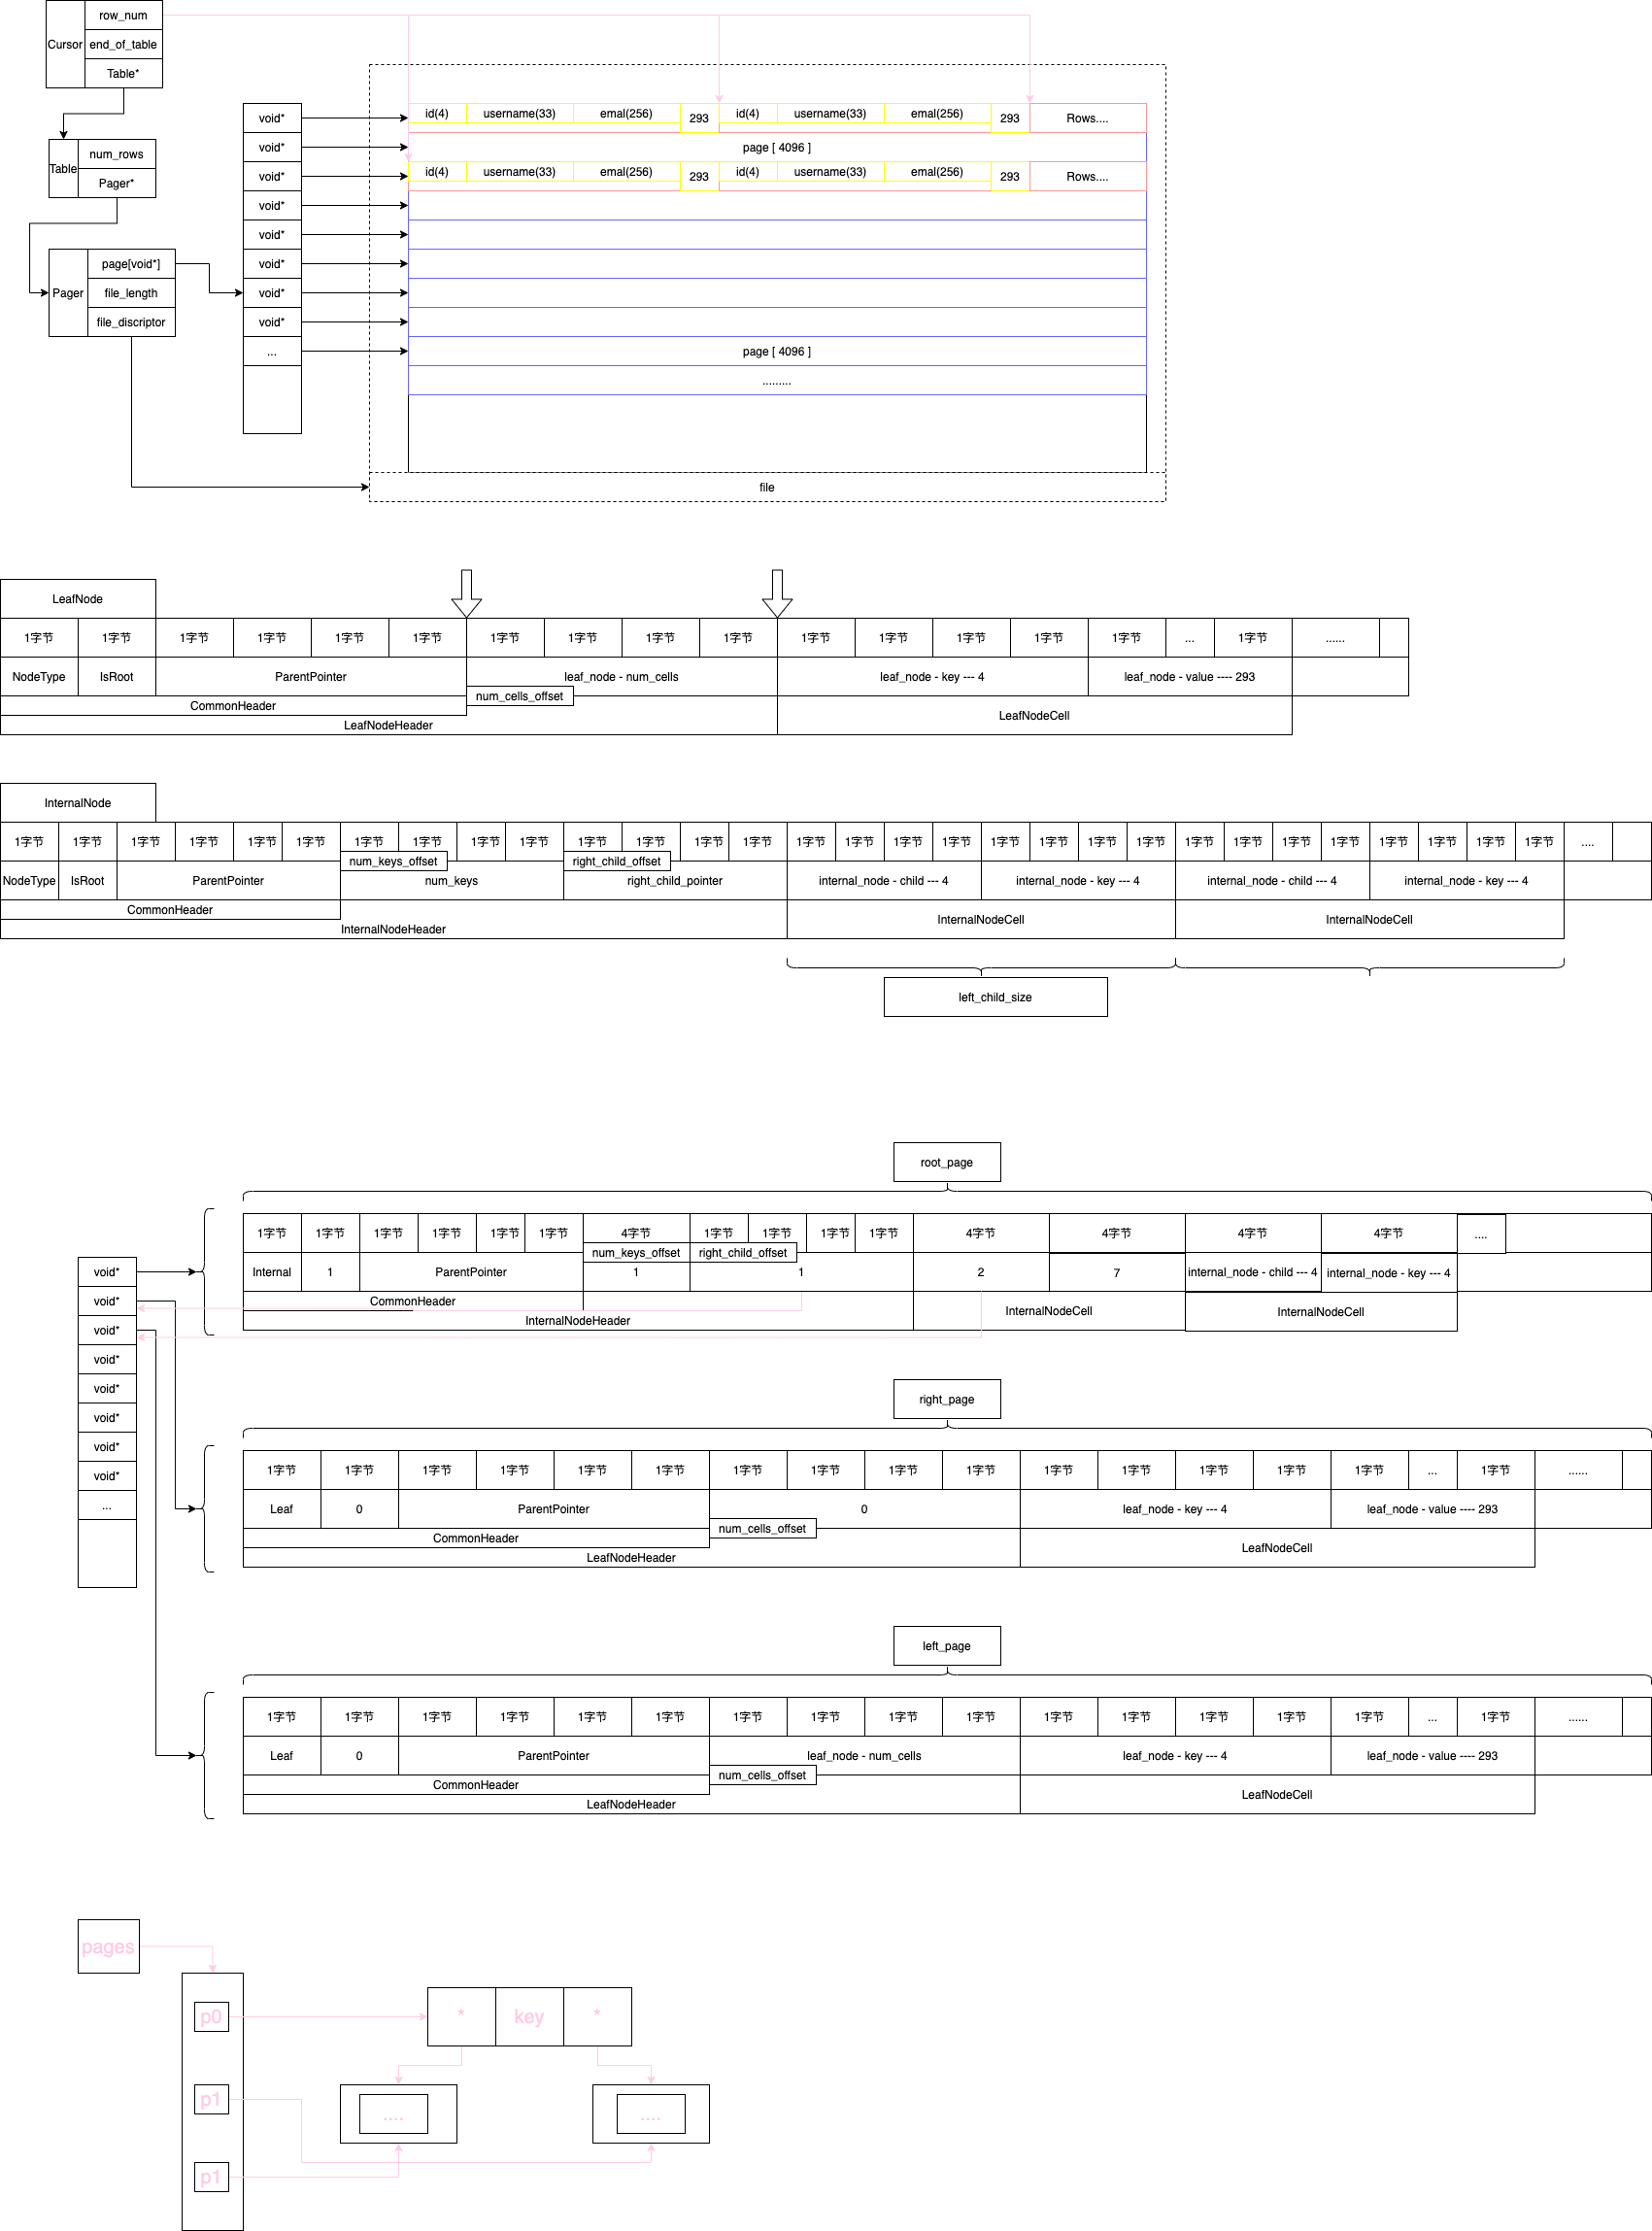 row_num
Cursor
end_of_table
Table*
num_rows
Table
Pager*
page[void*]
Pager
file_length
file_discriptor
void*
void*
void*
void*
void*
void*
void*
void*
...
id(4) username(33) emal(256) 293 id(4) username(33) emal(256) 293 Rows....
page [ 4096 ]
id(4) username(33) emal(256) 293 id(4) username(33) emal(256) 293 Rows....
page [ 4096 ]
.........
file
LeafNode
1字节 1字节 1字节 1字节 1字节 1字节 1字节 1字节 1字节 1字节 1字节 1字节 1字节 1字节 1字节 ... 1字节 ......
NodeType IsRoot ParentPointer leaf_node - num_cells leaf_node - key --- 4 leaf_node - value ---- 293
num_cells_offset
CommonHeader
LeafNodeCell
LeafNodeHeader
InternalNode
1字节 1字节 1字节 1字节 1字节 1字节 1字节 1字节 1字节 1字节 1字节 1字节 1字节 1字节 1字节 1字节 1字节 1字节 1字节 1字节 1字节 1字节 1字节 1字节 1字节 1字节 1字节 1字节 1字节 1字节 ....
num_keys_offset right_child_offset
NodeType IsRoot ParentPointer num_keys right_child_pointer internal_node - child --- 4 internal_node - key --- 4 internal_node - child --- 4 internal_node - key --- 4
CommonHeader
InternalNodeCell InternalNodeCell
InternalNodeHeader
left_child_size
root_page
1字节 1字节 1字节 1字节 1字节 1字节 4字节 1字节 1字节 1字节 1字节 4字节 4字节 4字节 4字节 ....
num_keys_offset right_child_offset
Internal 1 ParentPointer 1 1 2 7 internal_node - child --- 4 internal_node - key --- 4
CommonHeader
InternalNodeCell InternalNodeCell
InternalNodeHeader
void*
void*
void*
void*
void*
void*
void*
void*
...
right_page
1字节 1字节 1字节 1字节 1字节 1字节 1字节 1字节 1字节 1字节 1字节 1字节 1字节 1字节 1字节 ... 1字节 ......
Leaf 0 ParentPointer 0 leaf_node - key --- 4 leaf_node - value ---- 293
num_cells_offset
CommonHeader
LeafNodeCell
LeafNodeHeader
left_page
1字节 1字节 1字节 1字节 1字节 1字节 1字节 1字节 1字节 1字节 1字节 1字节 1字节 1字节 1字节 ... 1字节 ......
Leaf 0 ParentPointer leaf_node - num_cells leaf_node - key --- 4 leaf_node - value ---- 293
num_cells_offset
CommonHeader
LeafNodeCell
LeafNodeHeader
pages
p0
* key *
p1
.... ....
p1